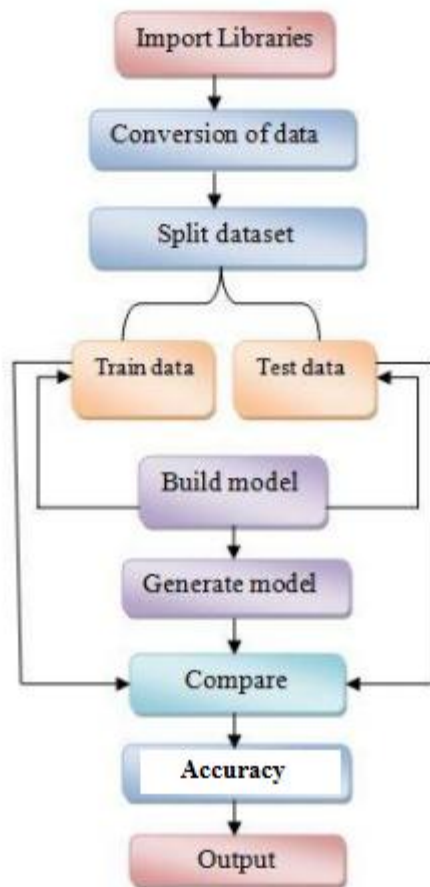 Import Libraries
Conversion of data
Split dataset
Train data
Test data
Build model
Generate model
Compare
Accuracy
Output